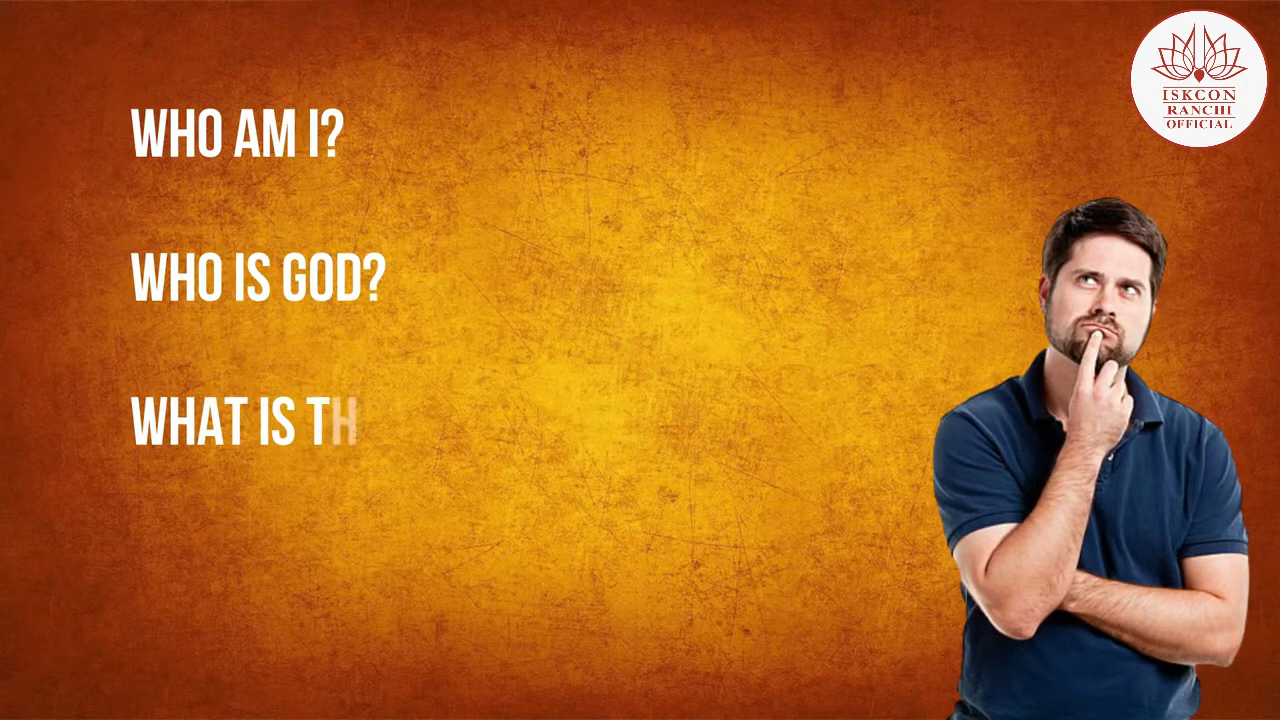 WHO AM I?
WHO IS GOD?
WHAT IS TH
ISKCON
RANCHI
OFFICIAL